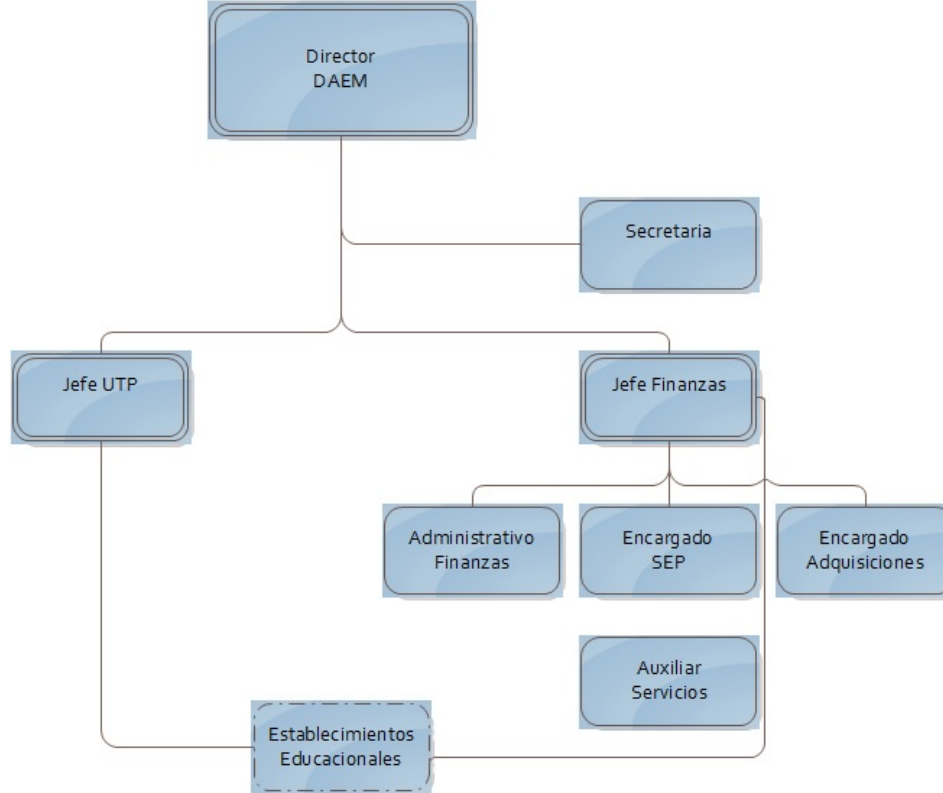 Director
DAEM
Secretaria
Jefe UTP
Jefe Finanzas
Administrativo
Finanzas
Encargado
SEP
Encargado
Adquisiciones
Auxiliar
Servicios
Establecimientos
Educacionales